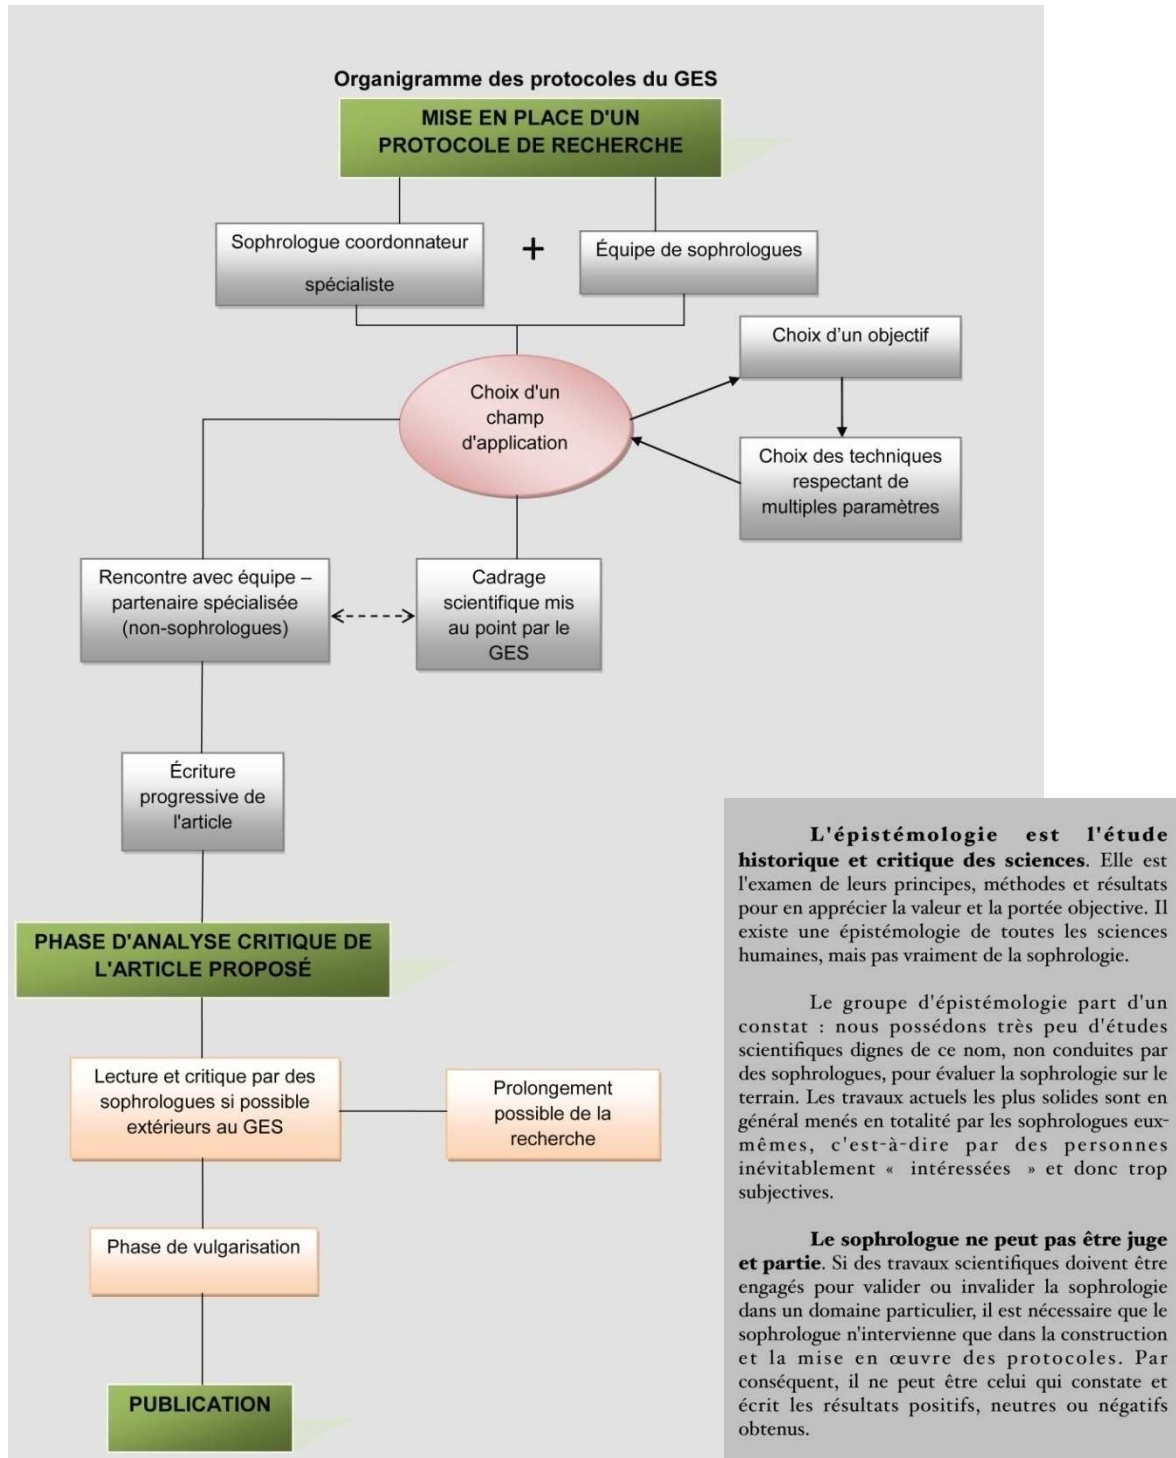 Organigramme des protocoles du GES
MISE EN PLACE D'UN
PROTOCOLE DE RECHERCHE
Sophrologue coordonnateur
spécialiste
+
Équipe de sophrologues
Choix d'un
champ
d'application
Choix d’un objectif
Choix des techniques
respectant de
multiples paramètres
Rencontre avec équipe –
partenaire spécialisée
(non-sophrologues)
Cadrage
scientifique mis
au point par le
GES
Écriture
progressive de
l'article
PHASE D'ANALYSE CRITIQUE DE
L'ARTICLE PROPOSÉ
Lecture et critique par des
sophrologues si possible
extérieurs au GES
Prolongement
possible de la
recherche
Phase de vulgarisation
PUBLICATION
L'épistémologie est l'étude
historique et critique des sciences. Elle est
l'examen de leurs principes, méthodes et résultats
pour en apprécier la valeur et la portée objective. Il
existe une épistémologie de toutes les sciences
humaines, mais pas vraiment de la sophrologie.
Le groupe d'épistémologie part d'un
constat : nous possédons très peu d'études
scientifiques dignes de ce nom, non conduites par
des sophrologues, pour évaluer la sophrologie sur le
terrain. Les travaux actuels les plus solides sont en
général menés en totalité par les sophrologues eux-
mêmes, c'est-à-dire par des personnes
inévitablement « intéressées » et donc trop
subjectives.
Le sophrologue ne peut pas être juge
et partie. Si des travaux scientifiques doivent être
engagés pour valider ou invalider la sophrologie
dans un domaine particulier, il est nécessaire que le
sophrologue n'intervienne que dans la construction
et la mise en œuvre des protocoles. Par
conséquent, il ne peut être celui qui constate et
écrit les résultats positifs, neutres ou négatifs
obtenus.